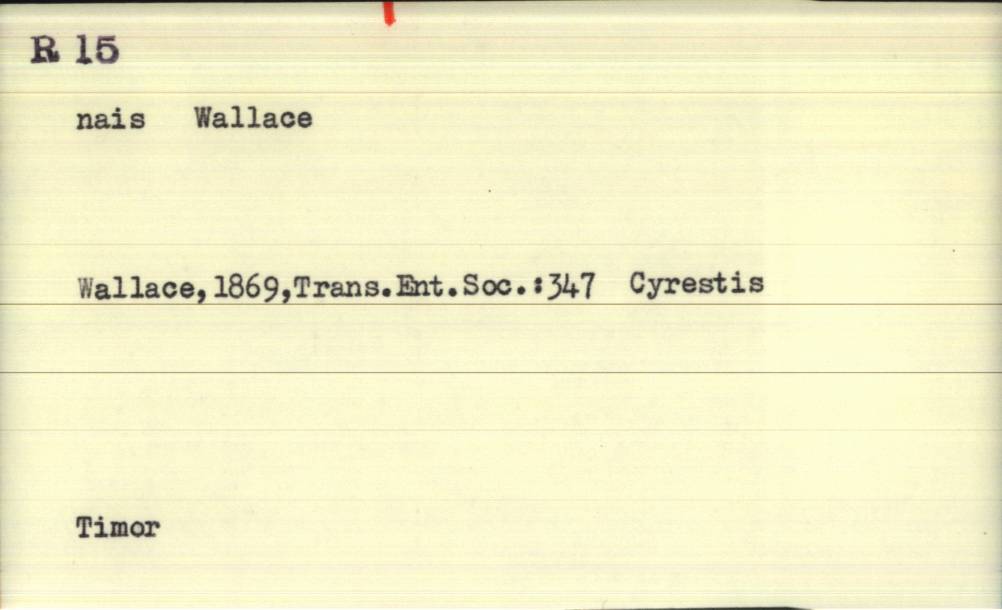 R 15
nais Wallace
Wallace,1869,Trans.Ent.Soc.:347 Cyrestis
Timor